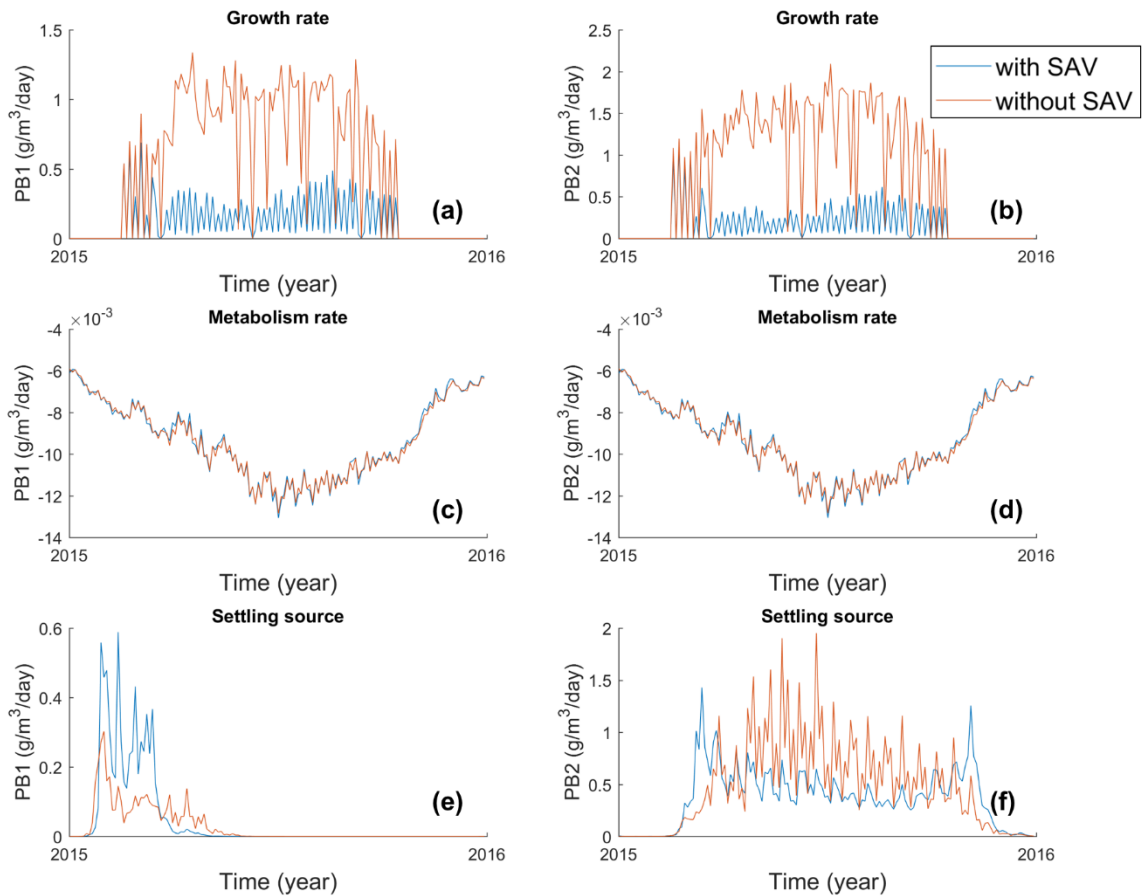 Growth rate
PB1 (g/m³/day)
1.5
1
0.5
0
(a)
2015
2016
Time (year)
Growth rate
PB2 (g/m³/day)
2.5
2
1.5
1
0.5
0
(b)
2015
2016
Time (year)
with SAV
without SAV
Metabolism rate
×10⁻³
PB1 (g/m³/day)
-4
-6
-8
-10
-12
-14
(c)
2015
2016
Time (year)
Metabolism rate
×10⁻³
PB2 (g/m³/day)
-4
-6
-8
-10
-12
-14
(d)
2015
2016
Time (year)
Settling source
PB1 (g/m³/day)
0.6
0.4
0.2
0
(e)
2015
2016
Time (year)
Settling source
PB2 (g/m³/day)
2
1.5
1
0.5
0
(f)
2015
2016
Time (year)